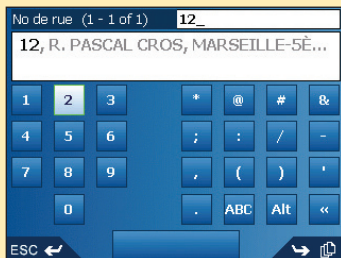 No de rue (1 - 1 of 1) 12_
12, R. PASCAL CROS, MARSEILLE-5È...
1 2 3 * @ # &
4 5 6 ; : / -
7 8 9 , ( ) '
0 . ABC Alt «
ESC